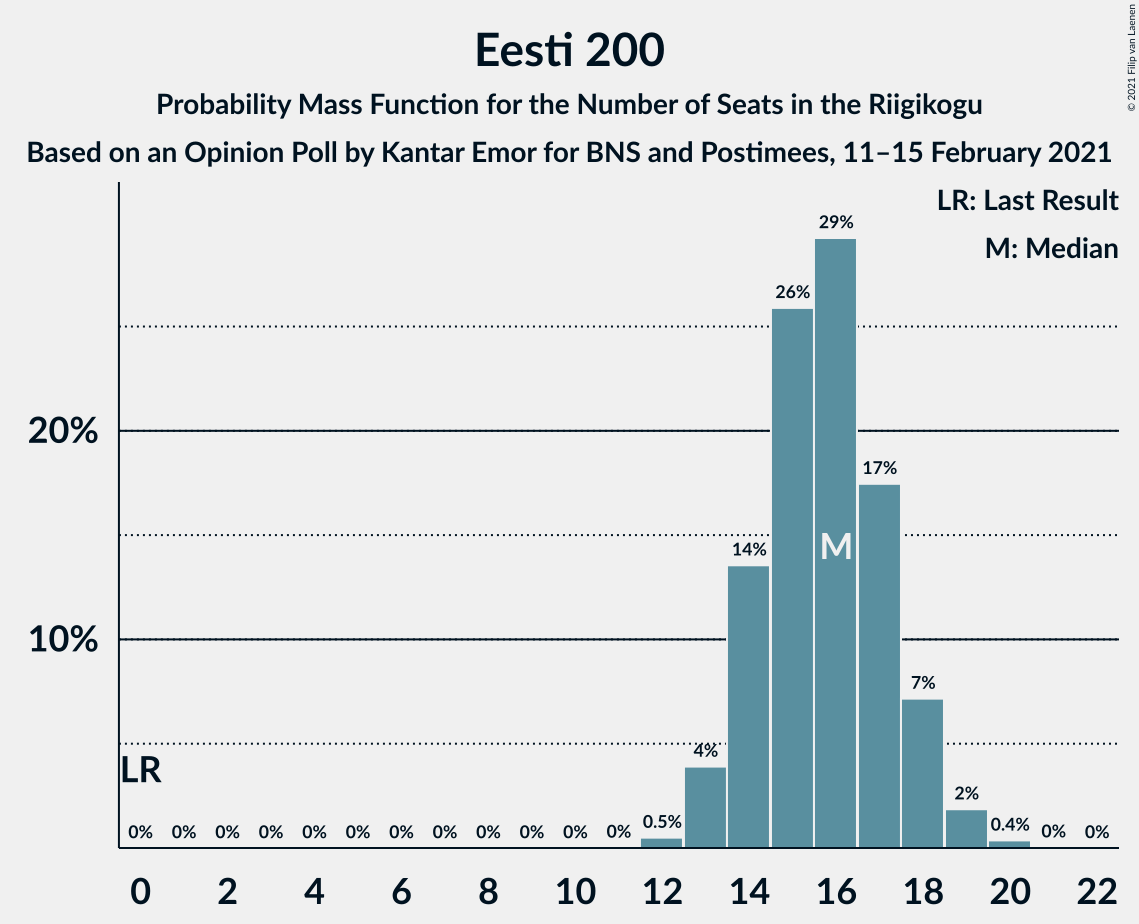 Eesti 200
Probability Mass Function for the Number of Seats in the Riigikogu
Based on an Opinion Poll by Kantar Emor for BNS and Postimees, 11–15 February 2021
© 2021 Filip van Laenen
LR: Last Result
M: Median
29%
26%
20%
17%
14%
M
10%
7%
4%
LR
2%
0% 0% 0% 0% 0% 0% 0% 0% 0% 0% 0% 0% 0.5% 0.4% 0% 0%
0 2 4 6 8 10 12 14 16 18 20 22